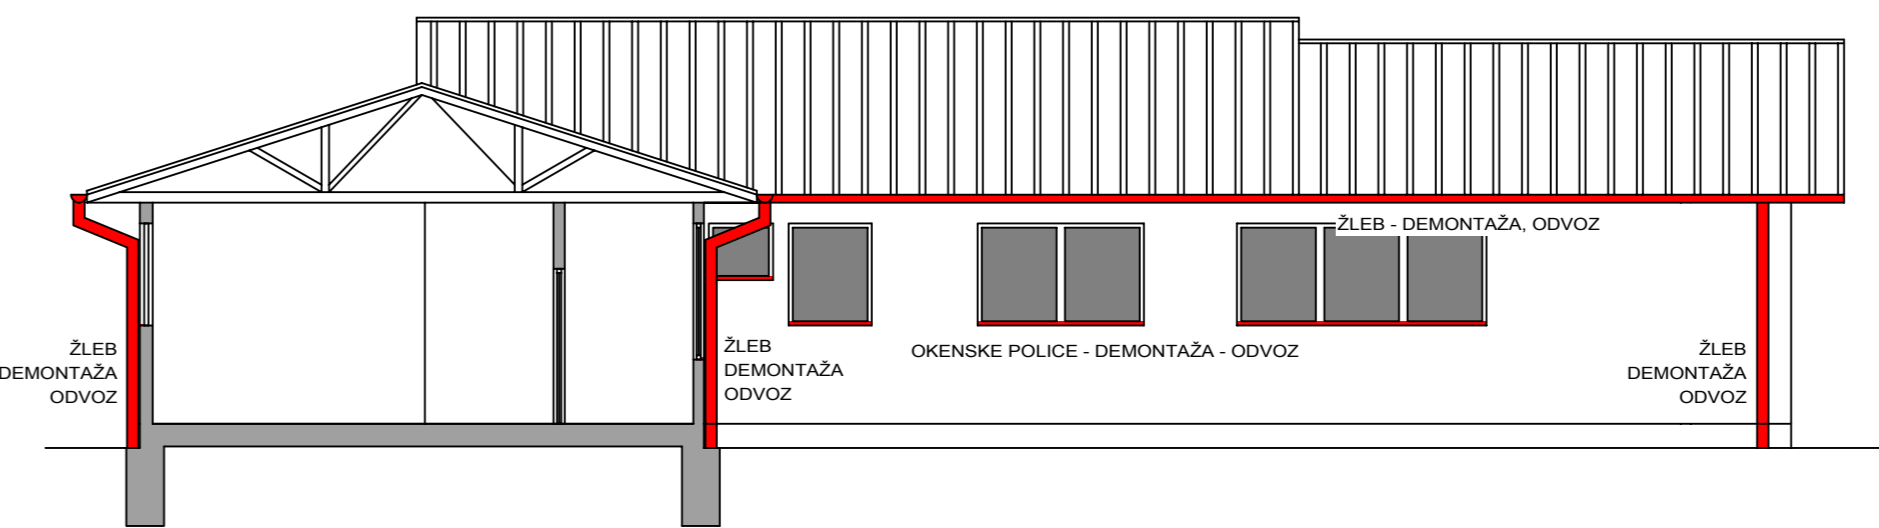 ŽLEB - DEMONTAŽA, ODVOZ
ŽLEB
DEMONTAŽA
ODVOZ
ŽLEB
DEMONTAŽA
ODVOZ
OKENSKE POLICE - DEMONTAŽA - ODVOZ
ŽLEB
DEMONTAŽA
ODVOZ